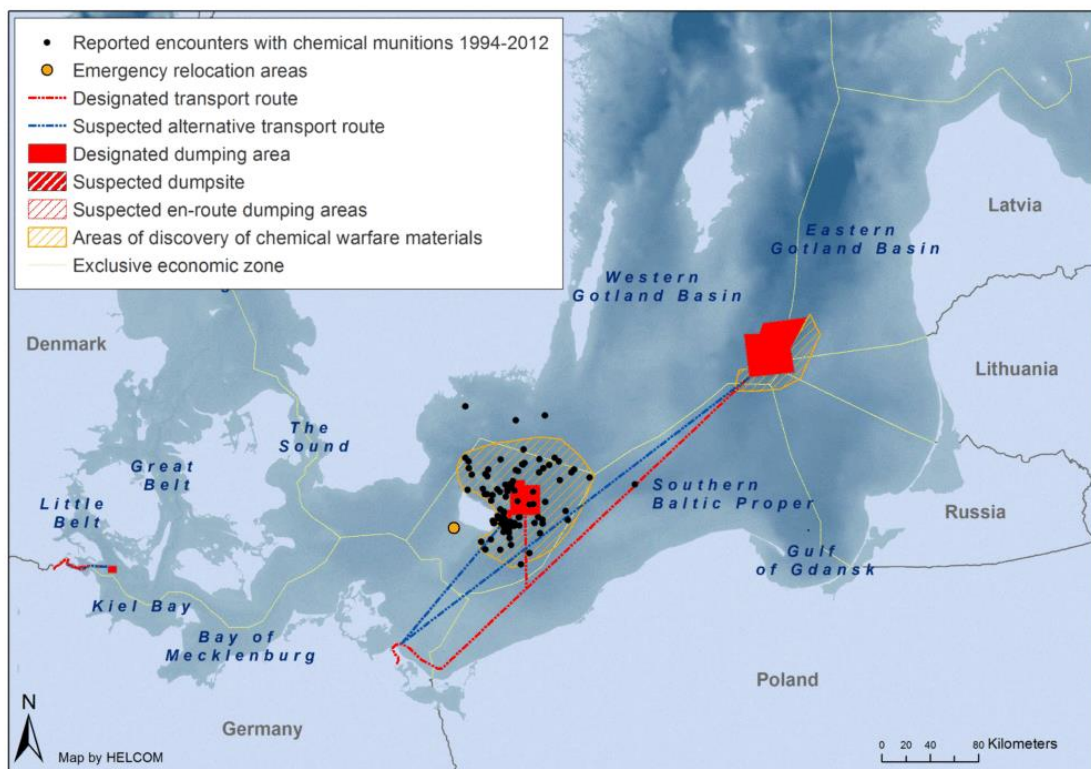 Reported encounters with chemical munitions 1994-2012
Emergency relocation areas
Designated transport route
Suspected alternative transport route
Designated dumping area
Suspected dumpsite
Suspected en-route dumping areas
Areas of discovery of chemical warfare materials
Exclusive economic zone
Latvia
Eastern
Gotland Basin
Western
Gotland Basin
Denmark
Lithuania
The
Sound
Great
Belt
Little
Belt
Southern
Baltic Proper
Russia
Gulf
of Gdansk
Kiel Bay
Bay of
Mecklenburg
Poland
Germany
N
Map by HELCOM
0 20 40 80 Kilometers